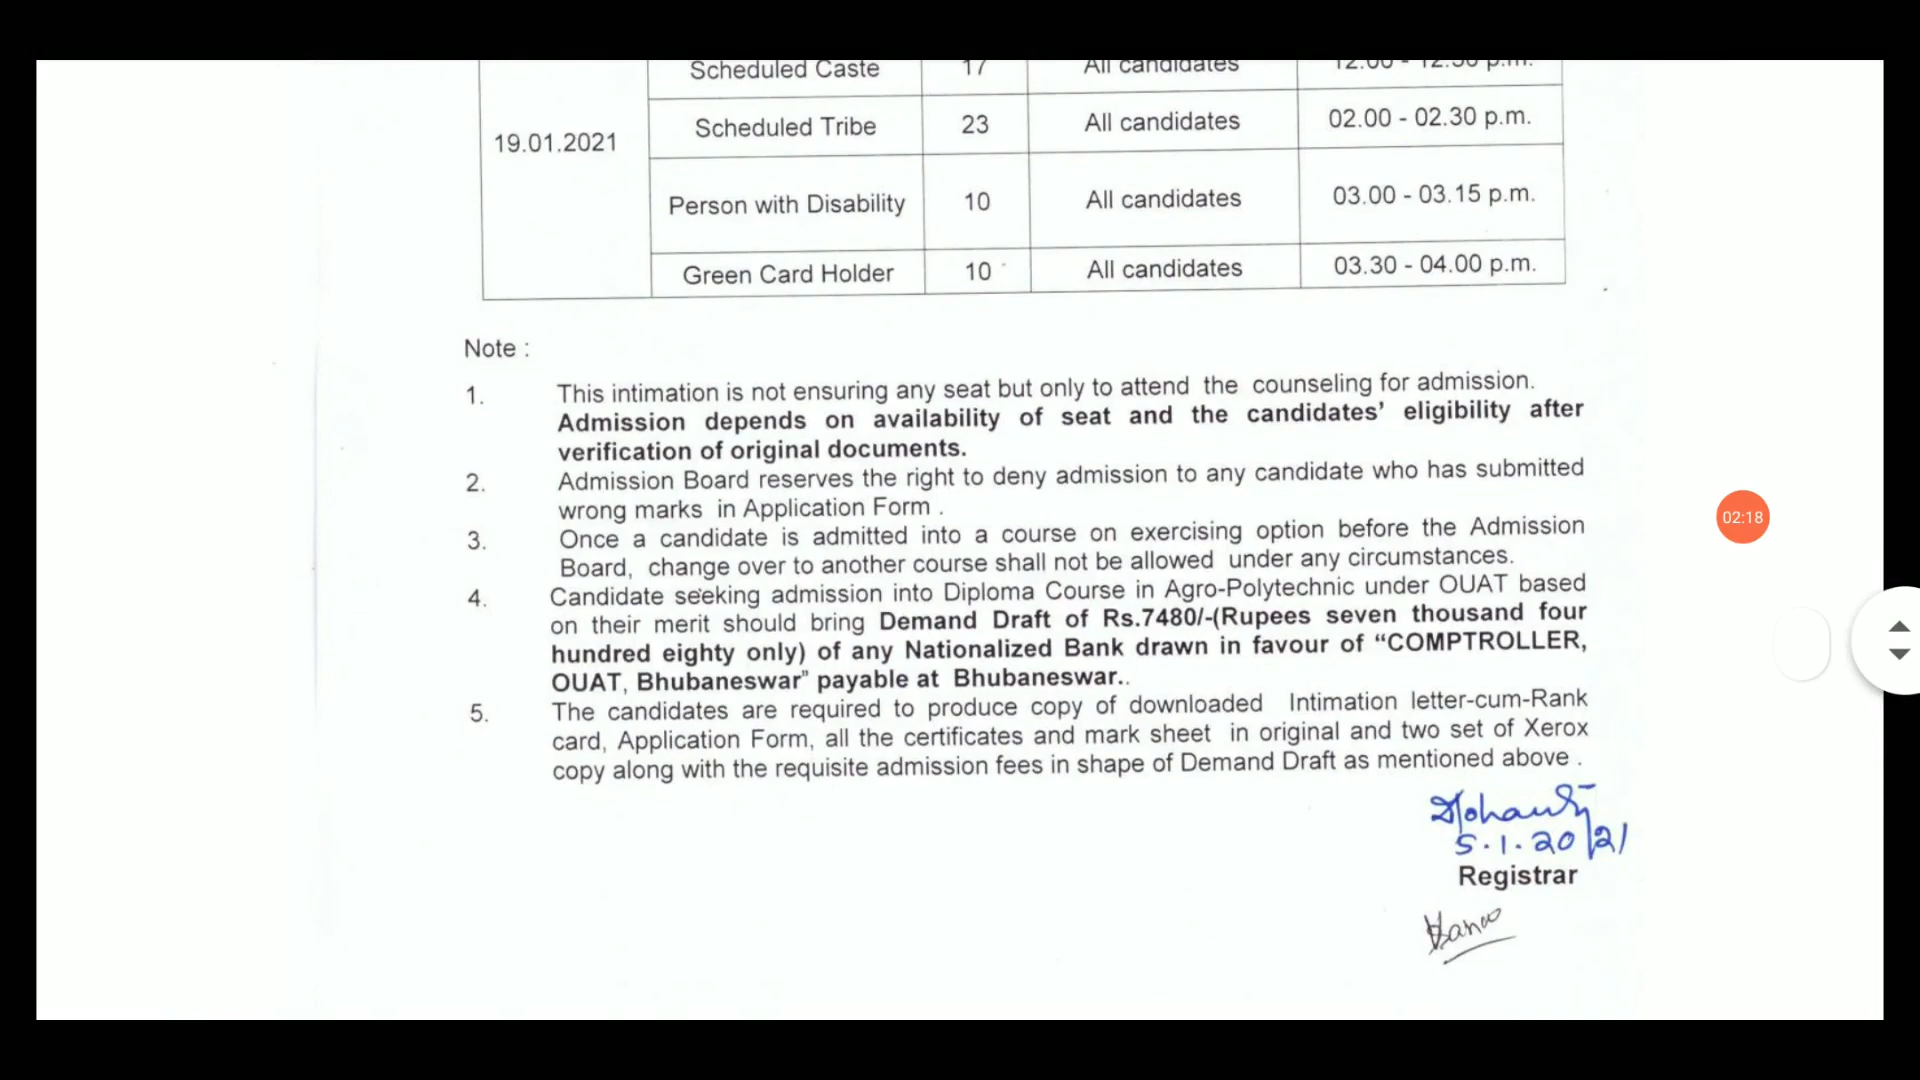 Scheduled Caste 17 All candidates 12.00 - 12.30 p.m.
19.01.2021
Scheduled Tribe 23 All candidates 02.00 - 02.30 p.m.
Person with Disability 10 All candidates 03.00 - 03.15 p.m.
Green Card Holder 10 All candidates 03.30 - 04.00 p.m.
Note :
1. This intimation is not ensuring any seat but only to attend the counseling for admission.
Admission depends on availability of seat and the candidates' eligibility after
verification of original documents.
2. Admission Board reserves the right to deny admission to any candidate who has submitted
wrong marks in Application Form .
3. Once a candidate is admitted into a course on exercising option before the Admission
Board, change over to another course shall not be allowed under any circumstances.
4. Candidate seeking admission into Diploma Course in Agro-Polytechnic under OUAT based
on their merit should bring Demand Draft of Rs.7480/-(Rupees seven thousand four
hundred eighty only) of any Nationalized Bank drawn in favour of “COMPTROLLER,
OUAT, Bhubaneswar” payable at Bhubaneswar..
5. The candidates are required to produce copy of downloaded Intimation letter-cum-Rank
card, Application Form, all the certificates and mark sheet in original and two set of Xerox
copy along with the requisite admission fees in shape of Demand Draft as mentioned above .
5.1.20/21
Registrar
02:18